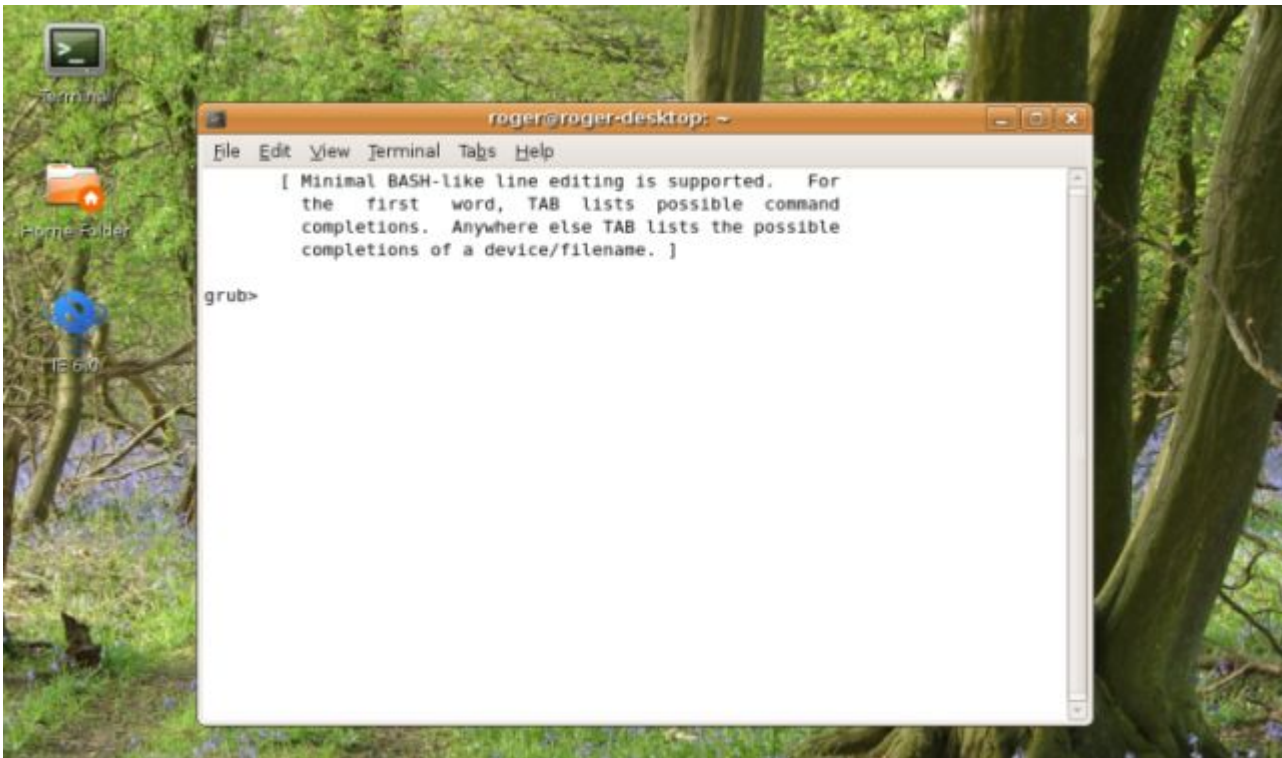 Terminal
roger@roger-desktop: ~
File Edit View Terminal Tabs Help
[ Minimal BASH-like line editing is supported. For
the first word, TAB lists possible command
completions. Anywhere else TAB lists the possible
completions of a device/filename. ]
grub>
Home Folder
IE 6.0